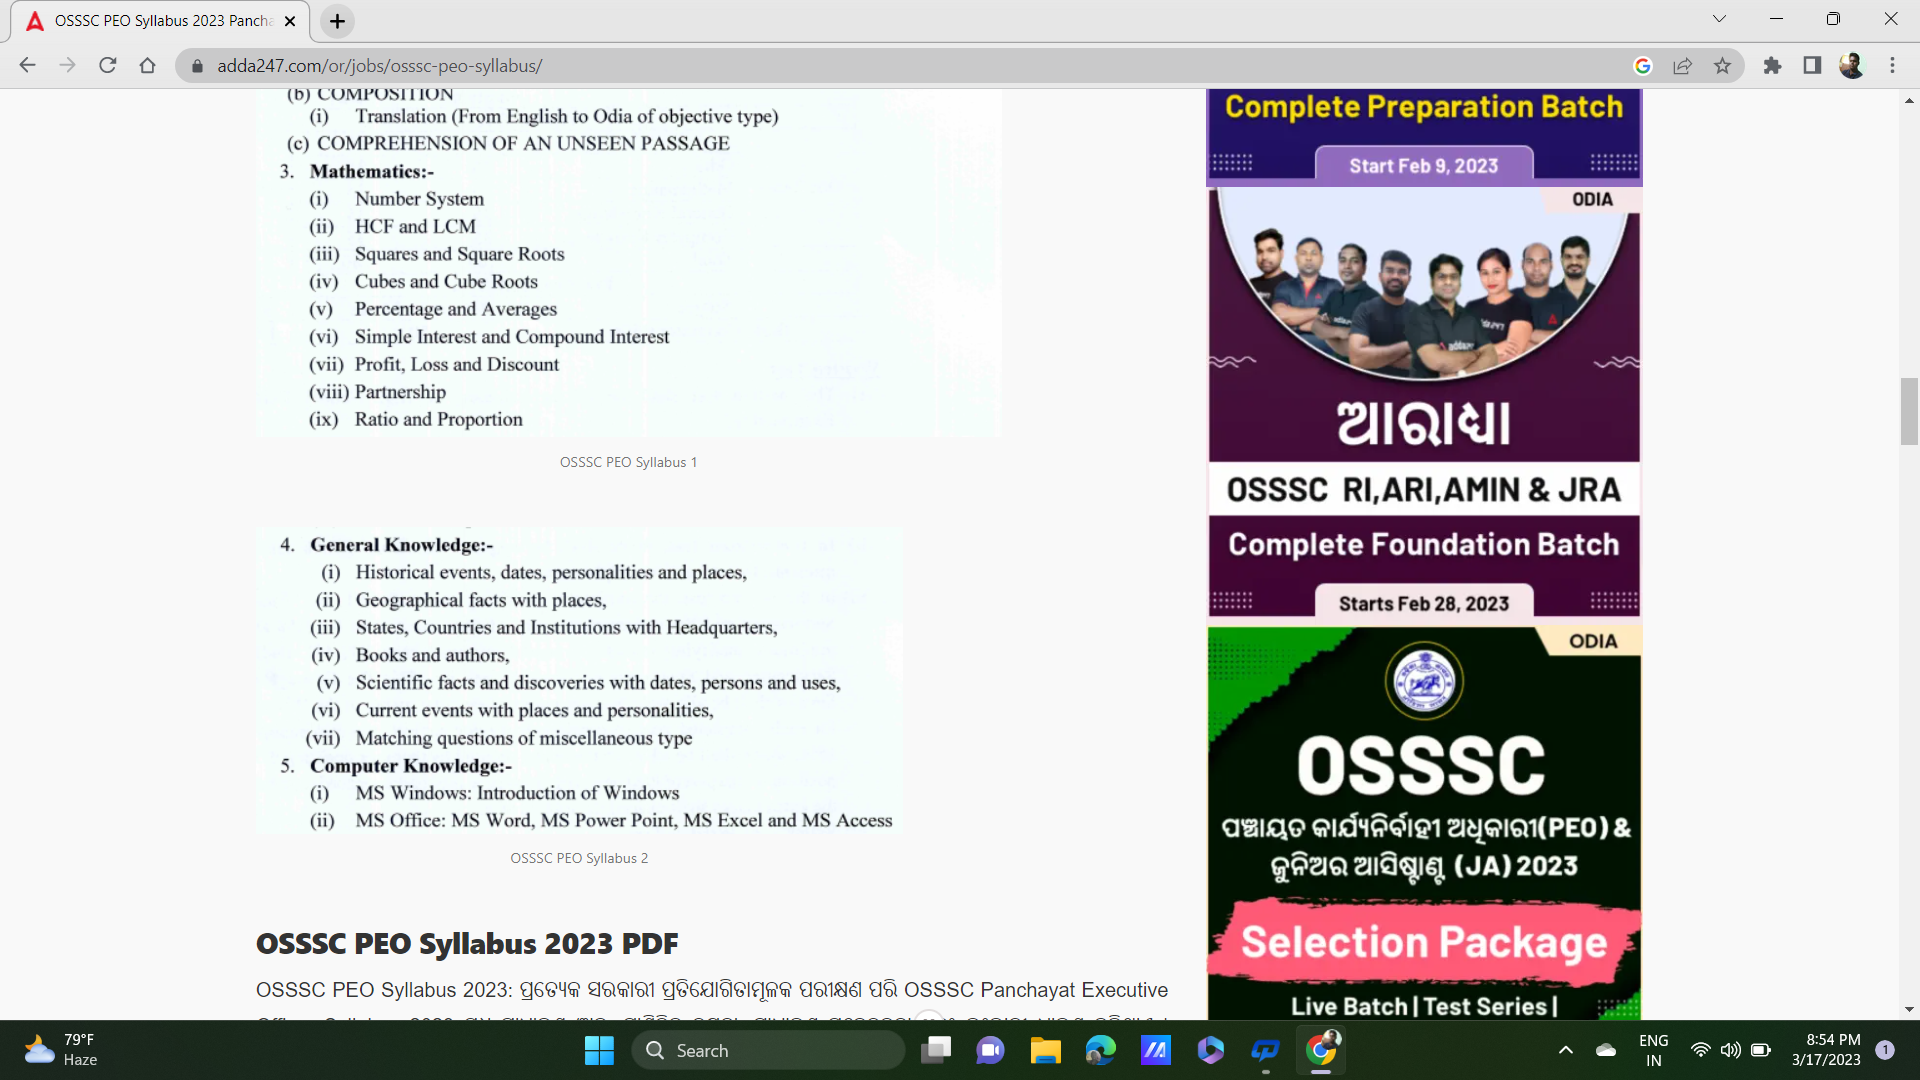 OSSSC PEO Syllabus 2023 Pancha
adda247.com/or/jobs/osssc-peo-syllabus/
(b) COMPOSITION
(i) Translation (From English to Odia of objective type)
(c) COMPREHENSION OF AN UNSEEN PASSAGE
3. Mathematics:-
(i) Number System
(ii) HCF and LCM
(iii) Squares and Square Roots
(iv) Cubes and Cube Roots
(v) Percentage and Averages
(vi) Simple Interest and Compound Interest
(vii) Profit, Loss and Discount
(viii) Partnership
(ix) Ratio and Proportion
OSSSC PEO Syllabus 1
4. General Knowledge:-
(i) Historical events, dates, personalities and places,
(ii) Geographical facts with places,
(iii) States, Countries and Institutions with Headquarters,
(iv) Books and authors,
(v) Scientific facts and discoveries with dates, persons and uses,
(vi) Current events with places and personalities,
(vii) Matching questions of miscellaneous type
5. Computer Knowledge:-
(i) MS Windows: Introduction of Windows
(ii) MS Office: MS Word, MS Power Point, MS Excel and MS Access
OSSSC PEO Syllabus 2
OSSSC PEO Syllabus 2023 PDF
OSSSC PEO Syllabus 2023: ପ୍ରତ୍ୟେକ ସରକାରୀ ପ୍ରତିଯୋଗିତାମୂଳକ ପରୀକ୍ଷଣ ପରି OSSSC Panchayat Executive
Complete Preparation Batch
Start Feb 9, 2023
ODIA
ଆରାଧ୍ୟା
OSSSC RI,ARI,AMIN & JRA
Complete Foundation Batch
Starts Feb 28, 2023
ODIA
OSSSC
ପଞ୍ଚାୟତ କାର୍ଯ୍ୟନିର୍ବାହୀ ଅଧିକାରୀ(PEO) &
ଜୁନିଅର ଆସିଷ୍ଟାଣ୍ଟ (JA) 2023
Selection Package
Live Batch | Test Series |
79°F
Haze
Search
ENG
IN
8:54 PM
3/17/2023
1